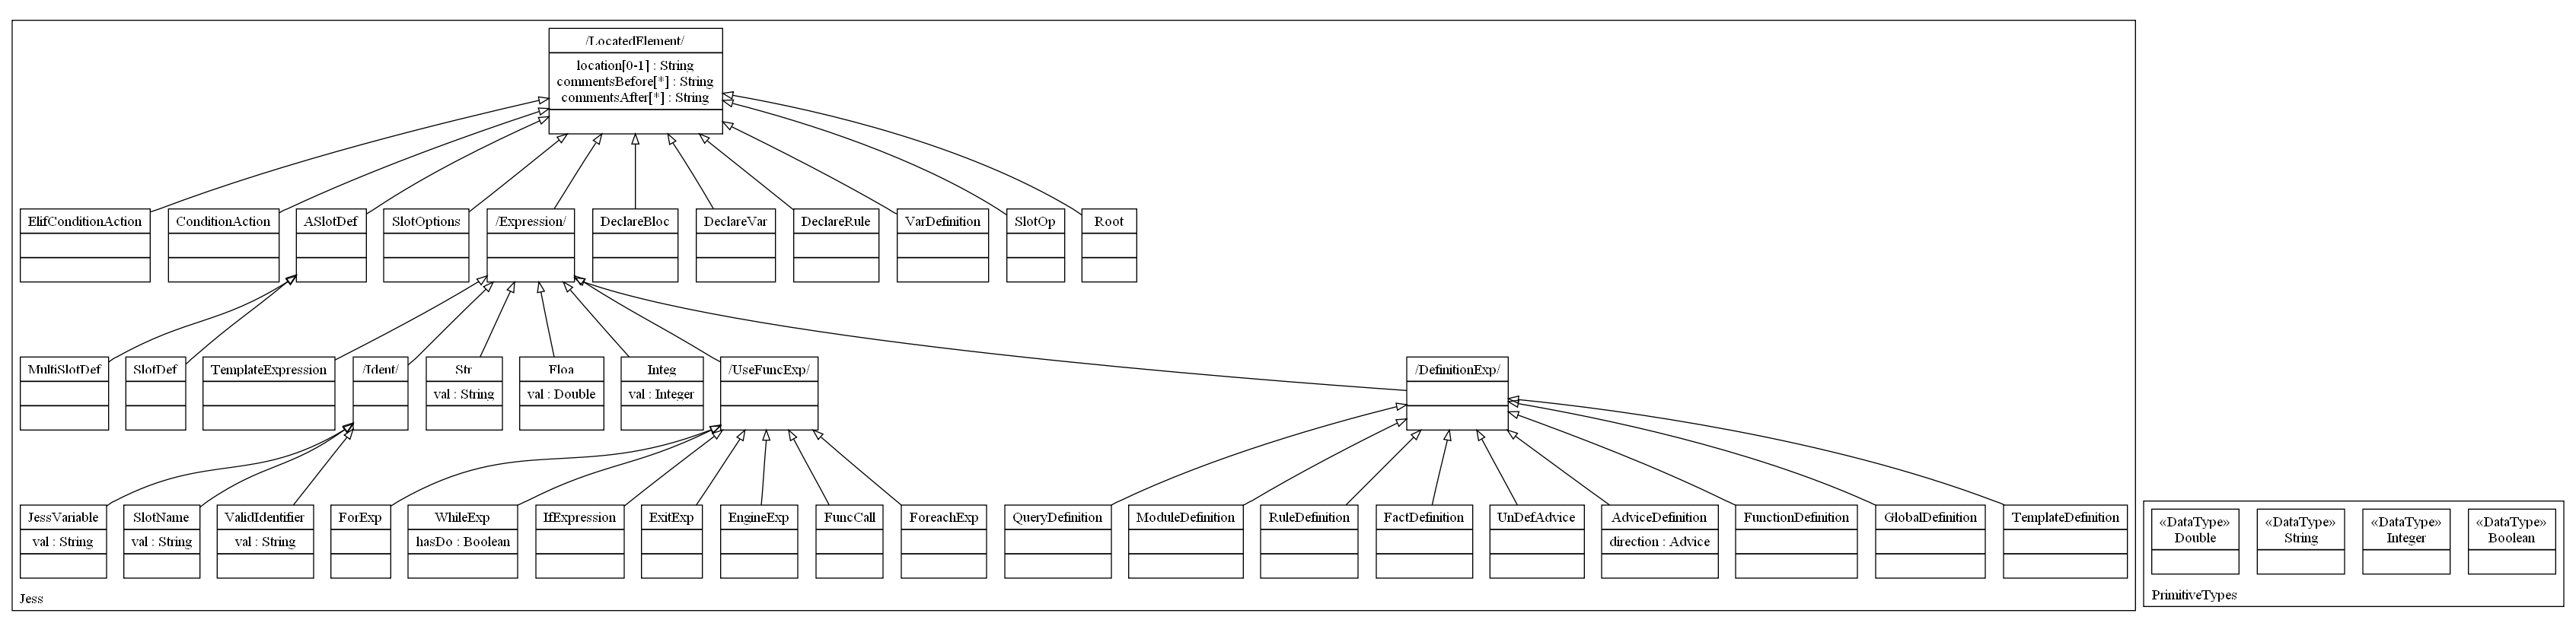 /LocatedElement/
location[0-1] : String
commentsBefore[*] : String
commentsAfter[*] : String
ElifConditionAction
ConditionAction
ASlotDef
SlotOptions
/Expression/
DeclareBloc
DeclareVar
DeclareRule
VarDefinition
SlotOp
Root
MultiSlotDef
SlotDef
TemplateExpression
/Ident/
Str
val : String
Floa
val : Double
Integ
val : Integer
/UseFuncExp/
/DefinitionExp/
JessVariable
val : String
SlotName
val : String
ValidIdentifier
val : String
ForExp
WhileExp
hasDo : Boolean
IfExpression
ExitExp
EngineExp
FuncCall
ForeachExp
QueryDefinition
ModuleDefinition
RuleDefinition
FactDefinition
UnDefAdvice
AdviceDefinition
direction : Advice
FunctionDefinition
GlobalDefinition
TemplateDefinition
Jess
«DataType»
Double
«DataType»
String
«DataType»
Integer
«DataType»
Boolean
PrimitiveTypes